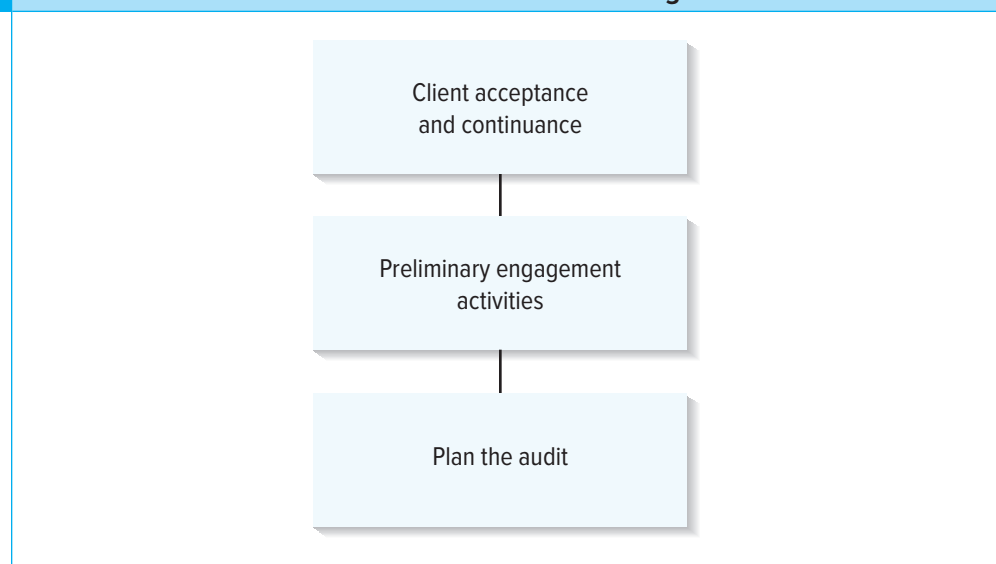 Client acceptance
and continuance
Preliminary engagement
activities
Plan the audit